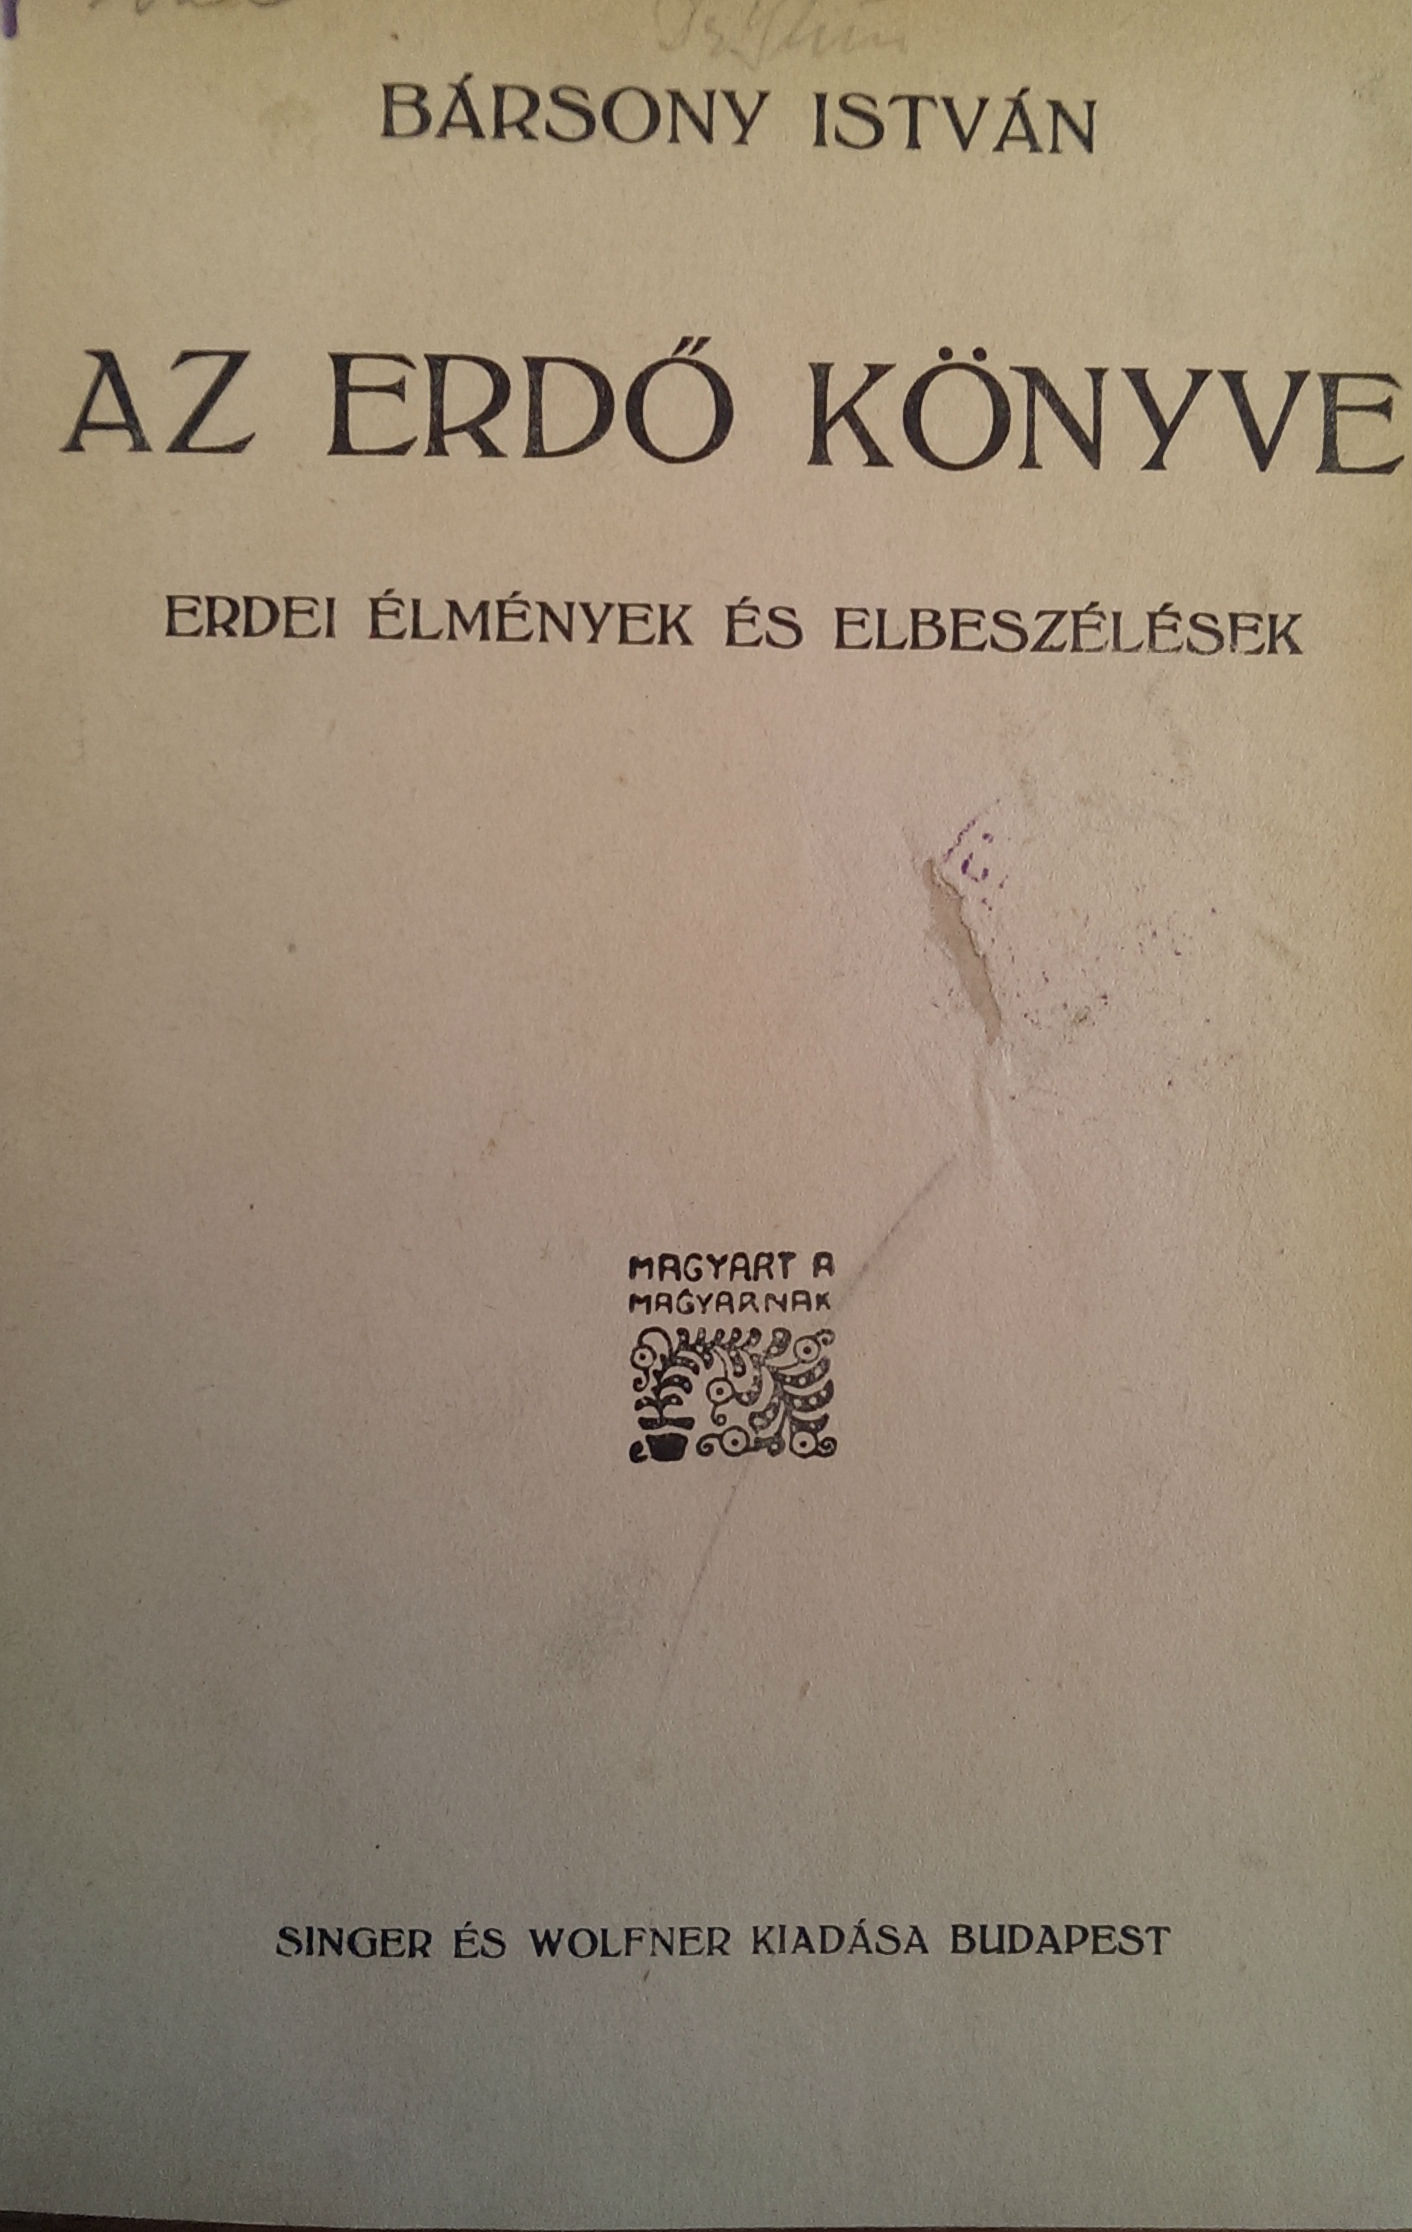 BÁRSONY ISTVÁN
AZ ERDŐ KÖNYVE
ERDEI ÉLMÉNYEK ÉS ELBESZÉLÉSEK
MAGYART A
MAGYARNAK
SINGER ÉS WOLFNER KIADÁSA BUDAPEST